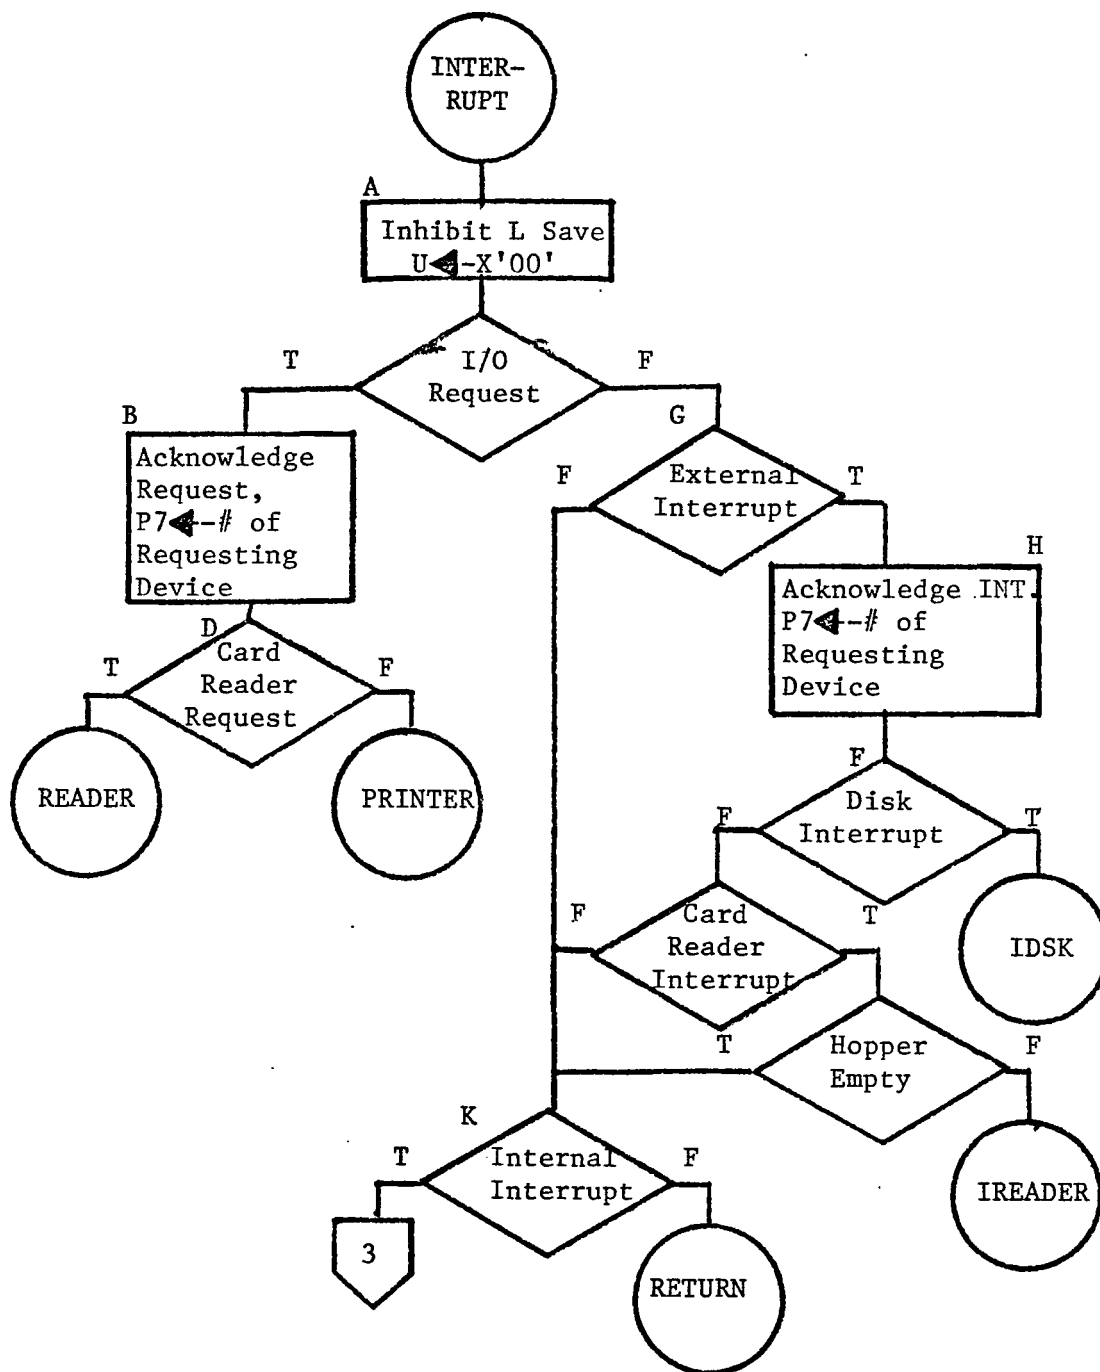 INTER-
RUPT
A
Inhibit L Save
U◄-X'00'
T
I/O
Request
F
B
Acknowledge
Request,
P7◄--# of
Requesting
Device
G
F
External
Interrupt
T
H
Acknowledge INT.
P7◄--# of
Requesting
Device
D
T
Card
Reader
Request
F
READER
PRINTER
F
F
Disk
Interrupt
T
T
IDSK
F
Card
Reader
Interrupt
T
Hopper
Empty
F
IREADER
K
T
Internal
Interrupt
F
3
RETURN